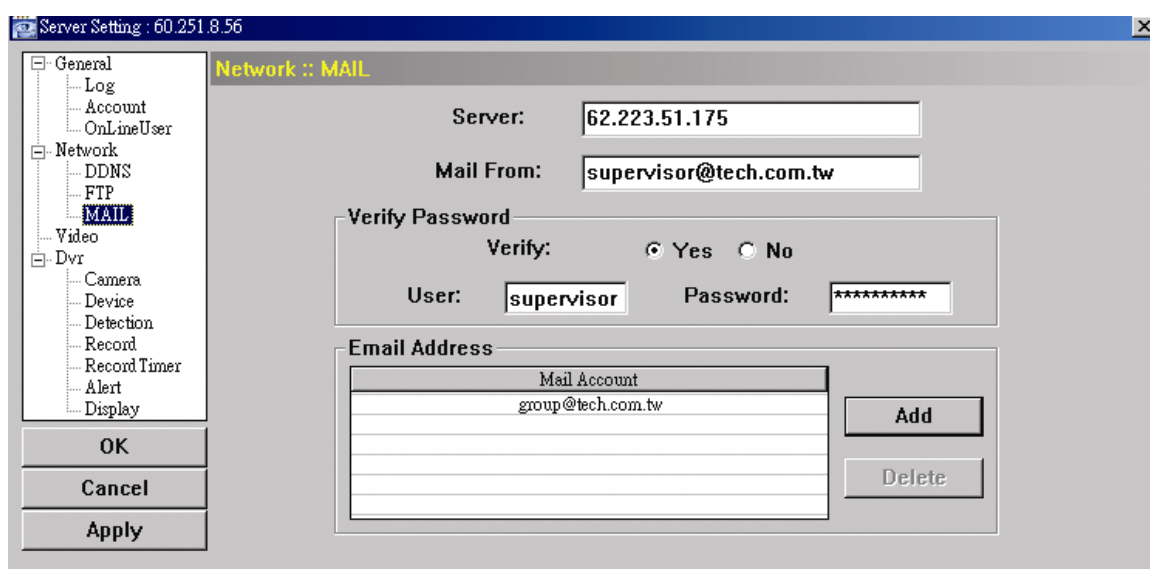 Server Setting : 60.251.8.56
General
Log
Account
OnLineUser
Network
DDNS
FTP
MAIL
Video
Dvr
Camera
Device
Detection
Record
Record Timer
Alert
Display
OK
Cancel
Apply
Network :: MAIL
Server: 62.223.51.175
Mail From: supervisor@tech.com.tw
Verify Password
Verify: Yes No
User: supervisor Password: **********
Email Address
Mail Account
group@tech.com.tw
Add
Delete